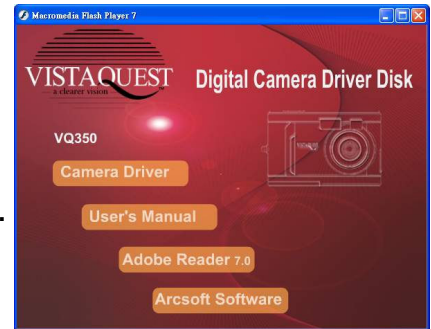 Macromedia Flash Player 7
VISTAQUEST
a clearer vision
TM
Digital Camera Driver Disk
VQ350
Camera Driver
User's Manual
Adobe Reader 7.0
Arcsoft Software